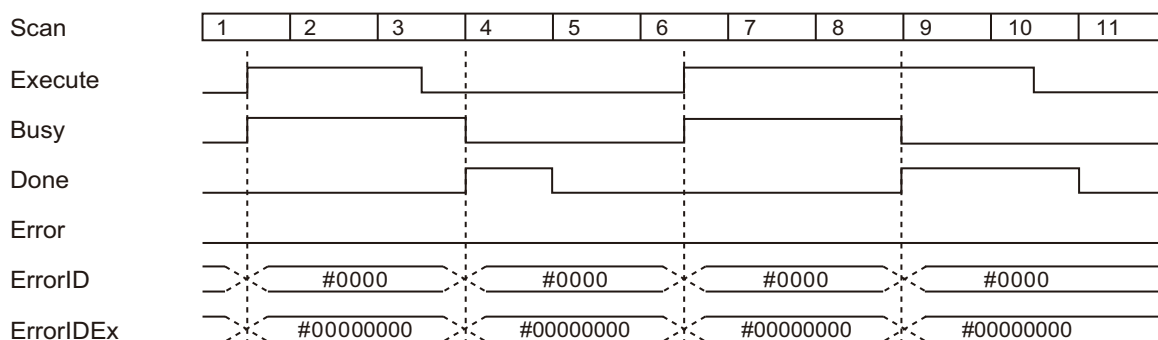 Scan 1 2 3 4 5 6 7 8 9 10 11
Execute
Busy
Done
Error
ErrorID #0000 #0000 #0000 #0000
ErrorIDEx #00000000 #00000000 #00000000 #00000000